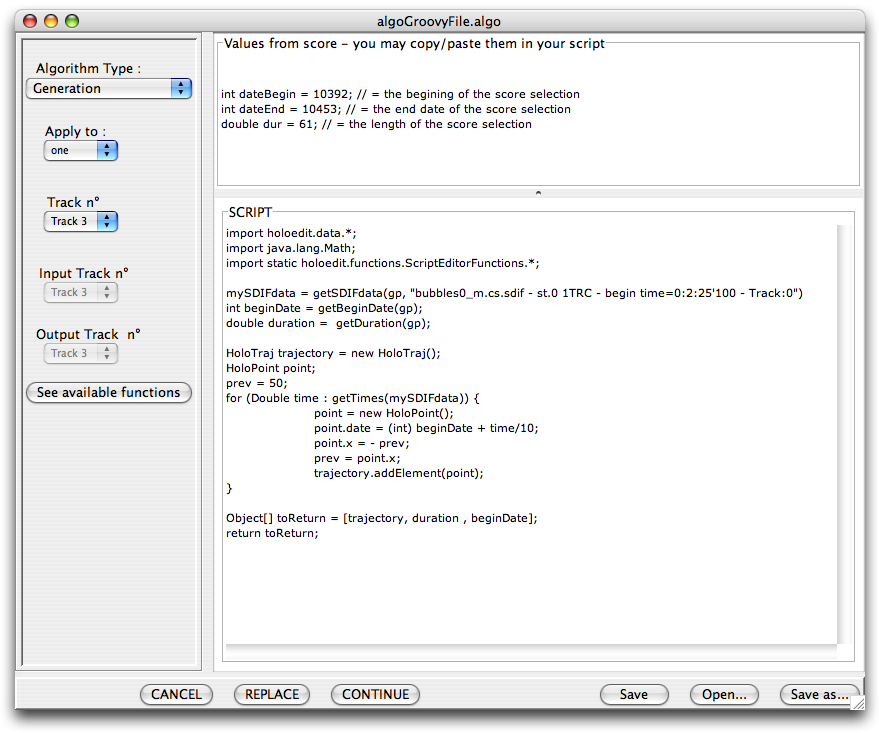 algoGroovyFile.algo
Algorithm Type :
Generation
Apply to :
one
Track n°
Track 3
Input Track n°
Track 3
Output Track  n°
Track 3
See available functions
Values from score – you may copy/paste them in your script
int dateBegin = 10392; // = the begining of the score selection
int dateEnd = 10453; // = the end date of the score selection
double dur = 61; // = the length of the score selection
SCRIPT
import holoedit.data.*;
import java.lang.Math;
import static holoedit.functions.ScriptEditorFunctions.*;
mySDIFdata = getSDIFdata(gp, "bubbles0_m.cs.sdif - st.0 1TRC - begin time=0:2:25'100 - Track:0")
int beginDate = getBeginDate(gp);
double duration =  getDuration(gp);
HoloTraj trajectory = new HoloTraj();
HoloPoint point;
prev = 50;
for (Double time : getTimes(mySDIFdata)) {
point = new HoloPoint();
point.date = (int) beginDate + time/10;
point.x = - prev;
prev = point.x;
trajectory.addElement(point);
}
Object[] toReturn = [trajectory, duration , beginDate];
return toReturn;
CANCEL
REPLACE
CONTINUE
Save
Open...
Save as...